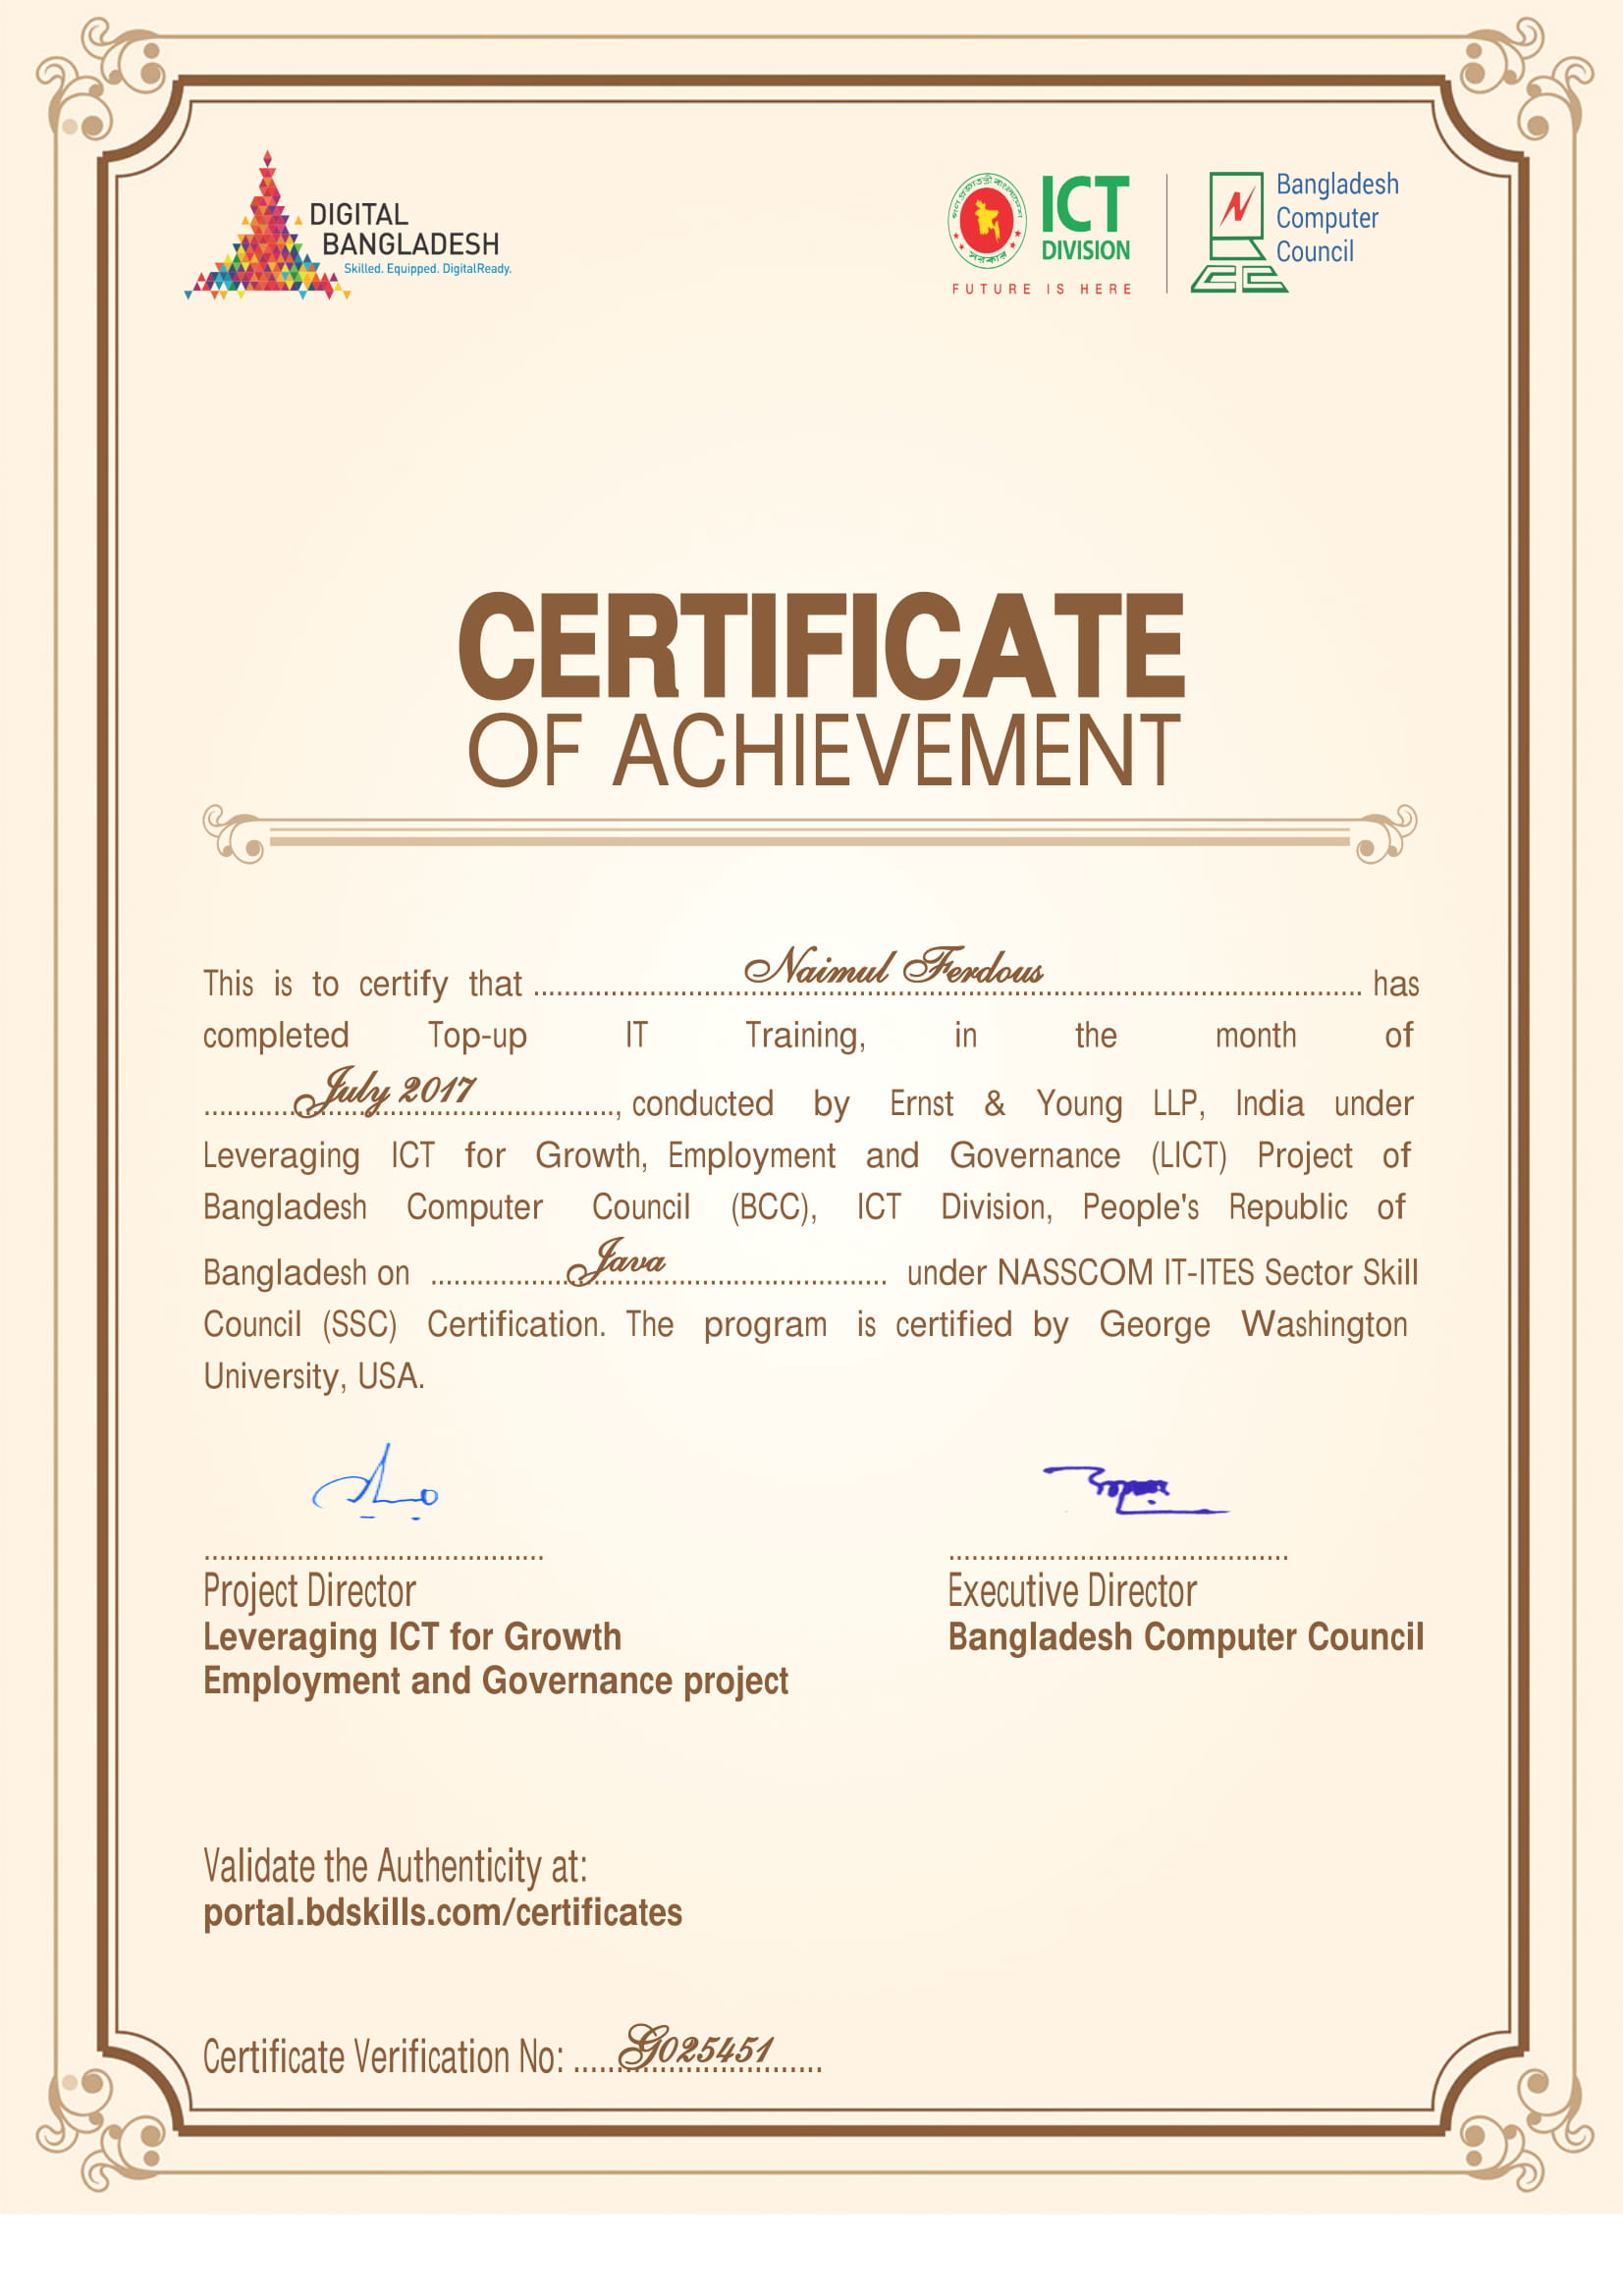 DIGITAL
BANGLADESH
Skilled. Equipped. DigitalReady.
গণপ্রজাতন্ত্রী বাংলাদেশ
সরকার
ICT
DIVISION
FUTURE IS HERE
Bangladesh
Computer
Council
CERTIFICATE
OF ACHIEVEMENT
This is to certify that Naimul Ferdous has
completed Top-up IT Training, in the month of
July 2017, conducted by Ernst & Young LLP, India under
Leveraging ICT for Growth, Employment and Governance (LICT) Project of
Bangladesh Computer Council (BCC), ICT Division, People's Republic of
Bangladesh on Java under NASSCOM IT-ITES Sector Skill
Council (SSC) Certification. The program is certified by George Washington
University, USA.
Project Director
Leveraging ICT for Growth
Employment and Governance project
Executive Director
Bangladesh Computer Council
Validate the Authenticity at:
portal.bdskills.com/certificates
Certificate Verification No: G025451